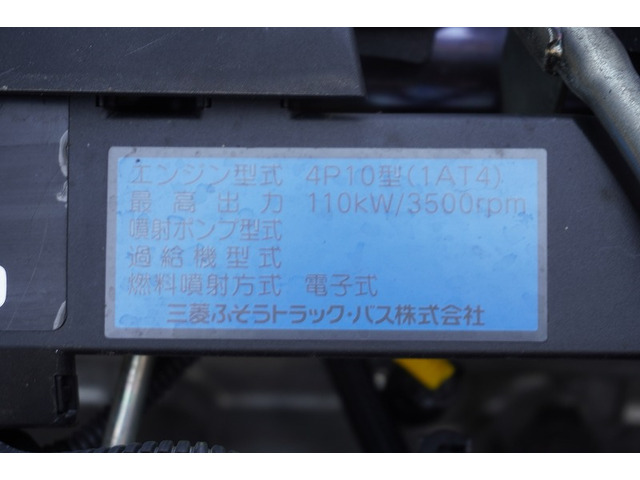 エンジン型式 4P10型(1AT4)
最高出力 110kW/3500rpm
噴射ポンプ型式
過給機型式
燃料噴射方式 電子式
三菱ふそうトラック・バス株式会社